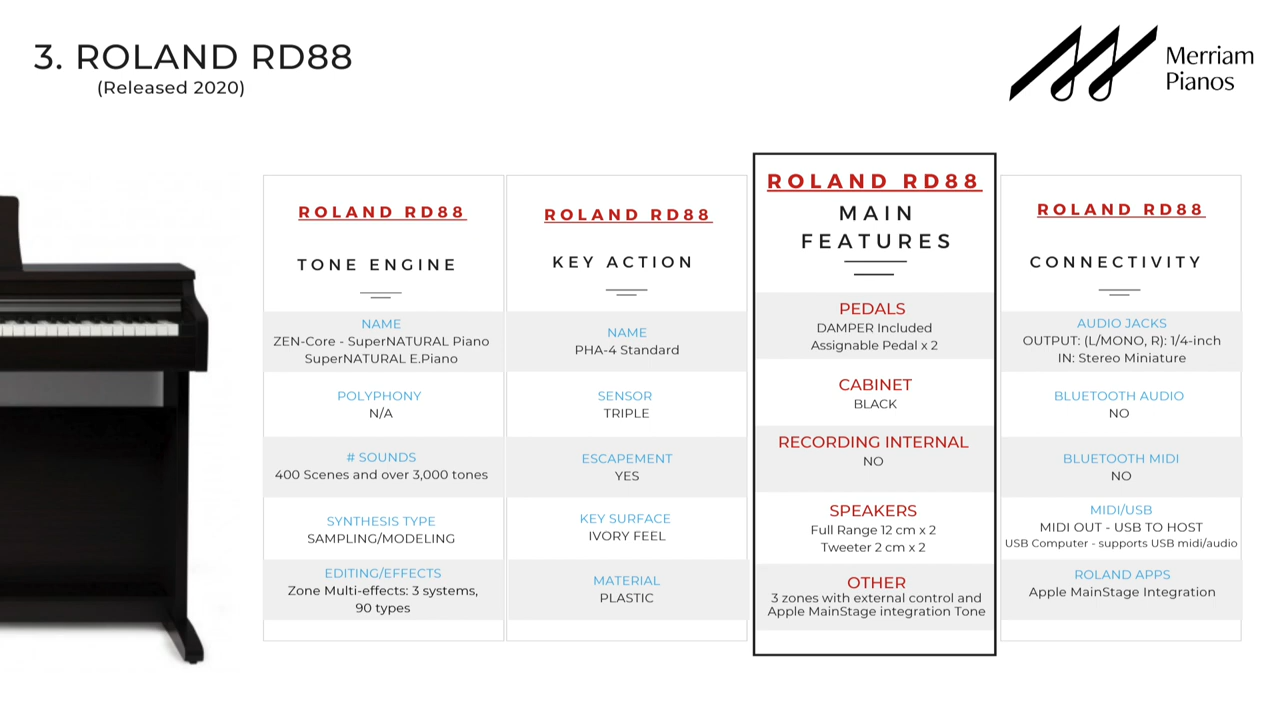 3. ROLAND RD88
(Released 2020)
Merriam
Pianos
ROLAND RD88
TONE ENGINE
NAME
ZEN-Core - SuperNATURAL Piano
SuperNATURAL E.Piano
POLYPHONY
N/A
# SOUNDS
400 Scenes and over 3,000 tones
SYNTHESIS TYPE
SAMPLING/MODELING
EDITING/EFFECTS
Zone Multi-effects: 3 systems,
90 types
ROLAND RD88
KEY ACTION
NAME
PHA-4 Standard
SENSOR
TRIPLE
ESCAPEMENT
YES
KEY SURFACE
IVORY FEEL
MATERIAL
PLASTIC
ROLAND RD88
MAIN
FEATURES
PEDALS
DAMPER Included
Assignable Pedal x 2
CABINET
BLACK
RECORDING INTERNAL
NO
SPEAKERS
Full Range 12 cm x 2
Tweeter 2 cm x 2
OTHER
3 zones with external control and
Apple MainStage integration Tone
ROLAND RD88
CONNECTIVITY
AUDIO JACKS
OUTPUT: (L/MONO, R): 1/4-inch
IN: Stereo Miniature
BLUETOOTH AUDIO
NO
BLUETOOTH MIDI
NO
MIDI/USB
MIDI OUT - USB TO HOST
USB Computer - supports USB midi/audio
ROLAND APPS
Apple MainStage Integration